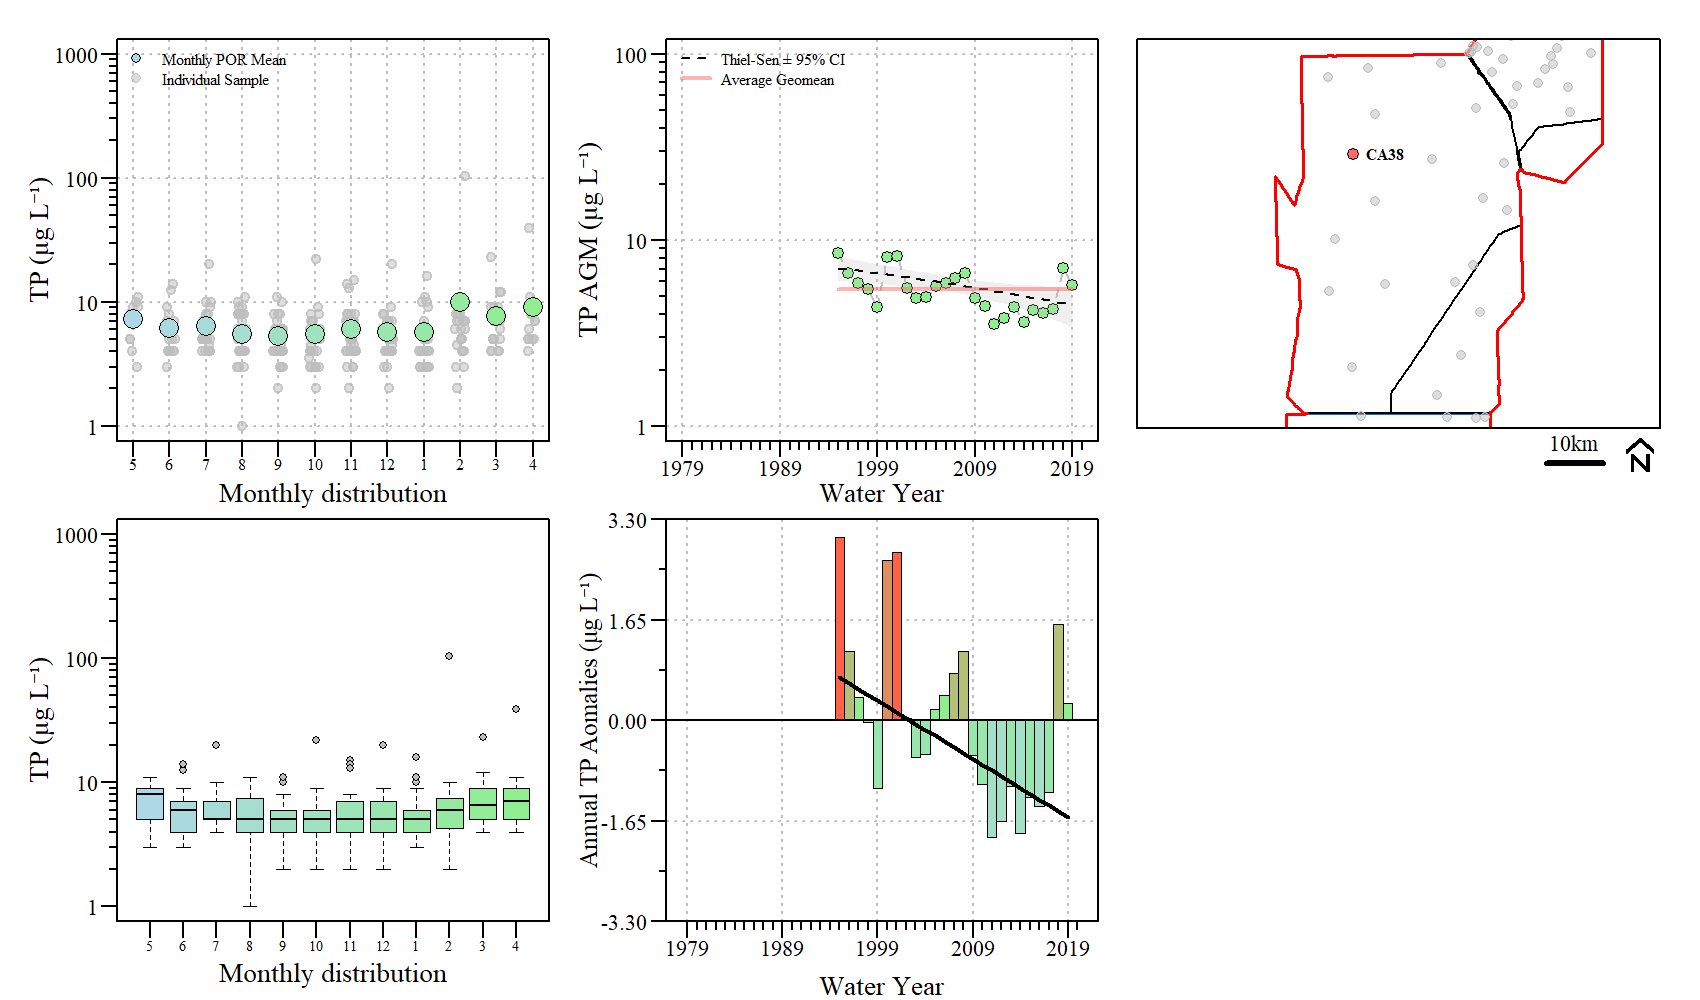 1000
100
10
1
TP (µg L⁻¹)
Monthly POR Mean
Individual Sample
5 6 7 8 9 10 11 12 1 2 3 4
Monthly distribution
100
10
1
TP AGM (µg L⁻¹)
Thiel-Sen ± 95% CI
Average Geomean
1979 1989 1999 2009 2019
Water Year
CA38
10km
N
1000
100
10
1
TP (µg L⁻¹)
5 6 7 8 9 10 11 12 1 2 3 4
Monthly distribution
3.30
1.65
0.00
-1.65
-3.30
Annual TP Aomalies (µg L⁻¹)
1979 1989 1999 2009 2019
Water Year